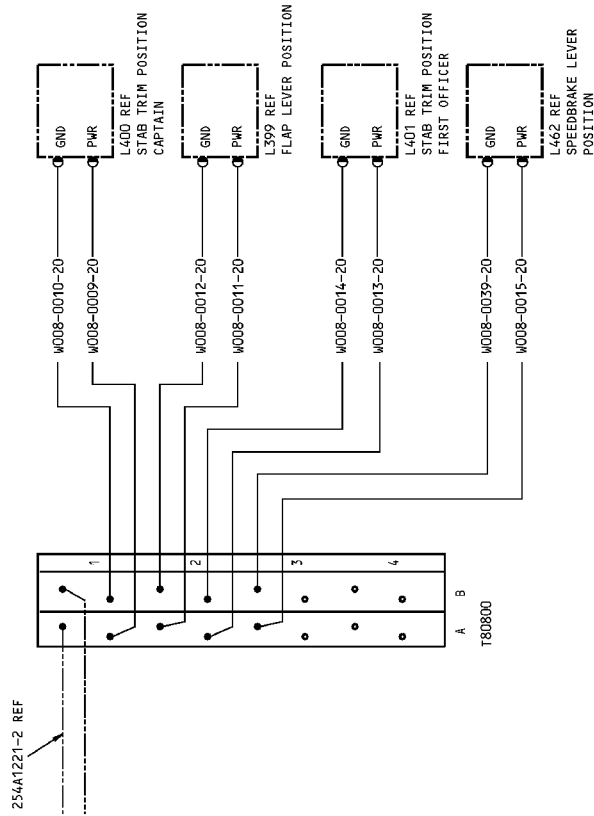 GND
PWR
L400 REF
STAB TRIM POSITION
CAPTAIN
GND
PWR
L399 REF
FLAP LEVER POSITION
GND
PWR
L401 REF
STAB TRIM POSITION
FIRST OFFICER
GND
PWR
L462 REF
SPEEDBRAKE LEVER
POSITION
W008-0010-20
W008-0009-20
W008-0012-20
W008-0011-20
W008-0014-20
W008-0013-20
W008-0039-20
W008-0015-20
1
2
3
4
B
A
T80800
254A1221-2 REF